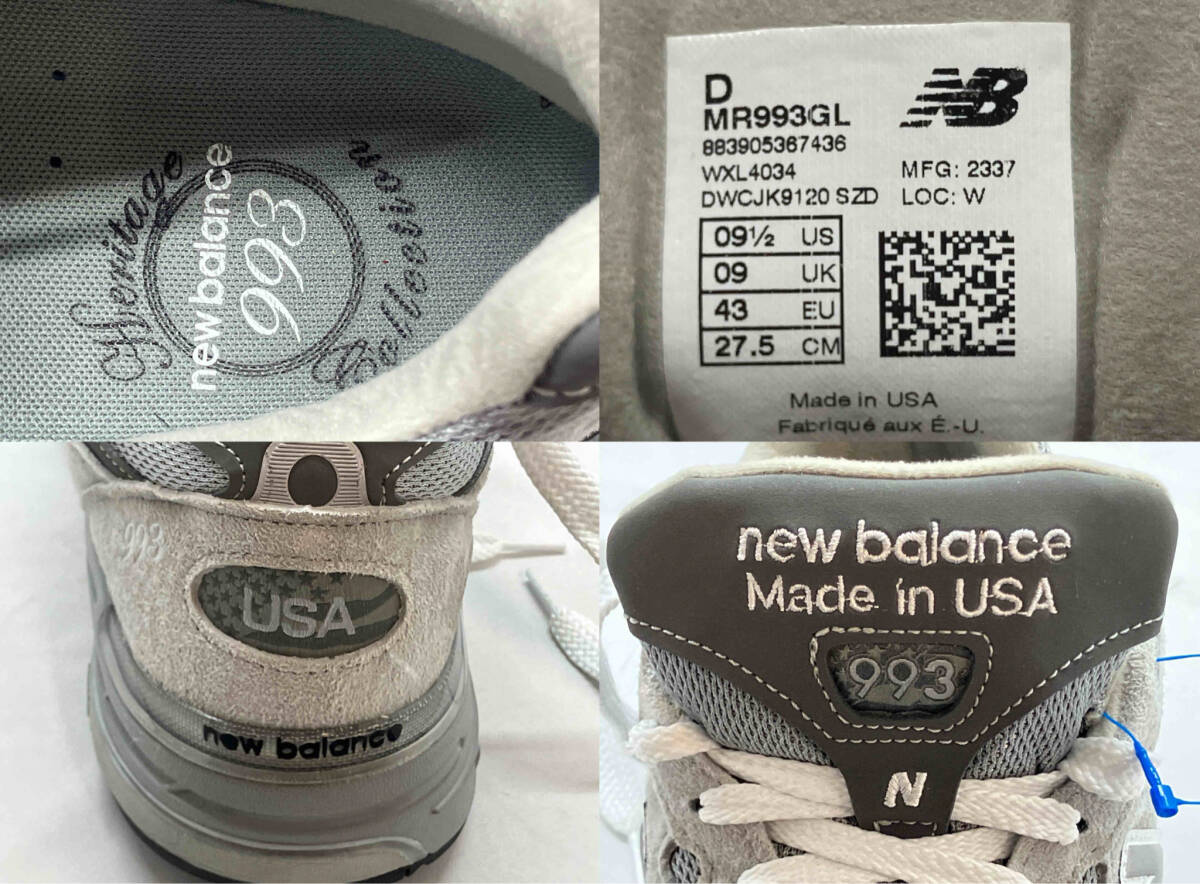 Heritage
new balance
993
Collection
D
MR993GL
883905367436
WXL4034
MFG: 2337
DWCJK9120 SZD
LOC: W
NB
09½ US
09 UK
43 EU
27.5 CM
Made in USA
Fabriqué aux É.-U.
993
USA
new balance
new balance
Made in USA
993
N